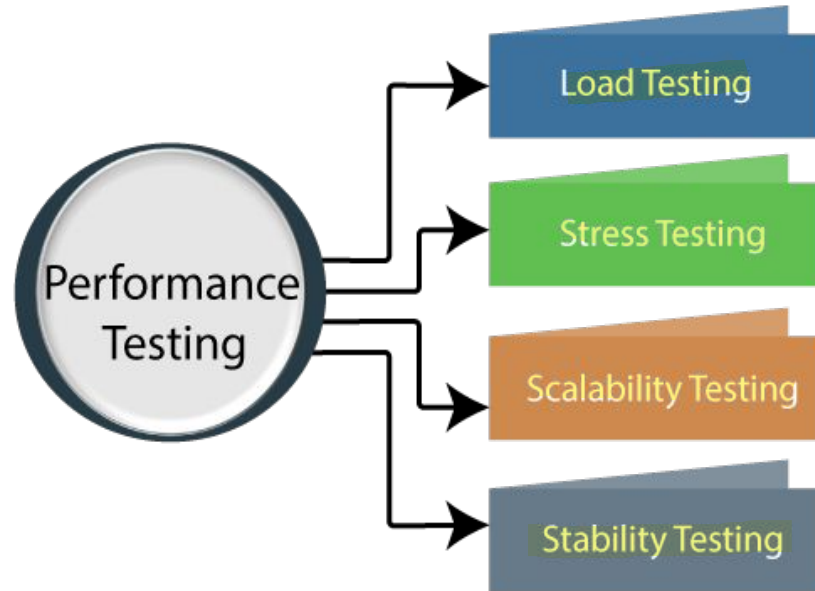 Performance
Testing
Load Testing
Stress Testing
Scalability Testing
Stability Testing